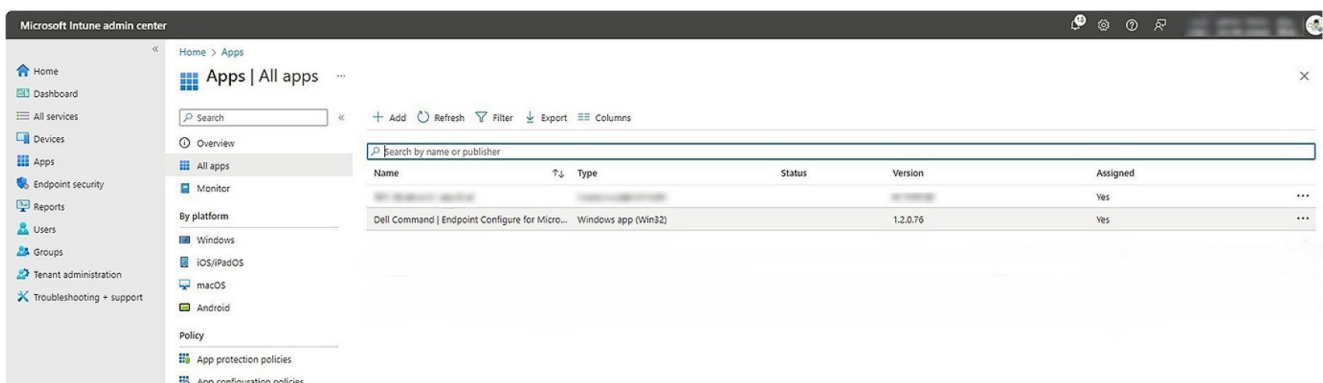 Microsoft Intune admin center
Home
Dashboard
All services
Devices
Apps
Endpoint security
Reports
Users
Groups
Tenant administration
Troubleshooting + support
Home > Apps
Apps | All apps ...
Search
Overview
All apps
Monitor
By platform
Windows
iOS/iPadOS
macOS
Android
Policy
App protection policies
App configuration policies
+ Add Refresh Filter Export Columns
Search by name or publisher
Name Type Status Version Assigned
Yes
Dell Command | Endpoint Configure for Micro... Windows app (Win32) 1.2.0.76 Yes